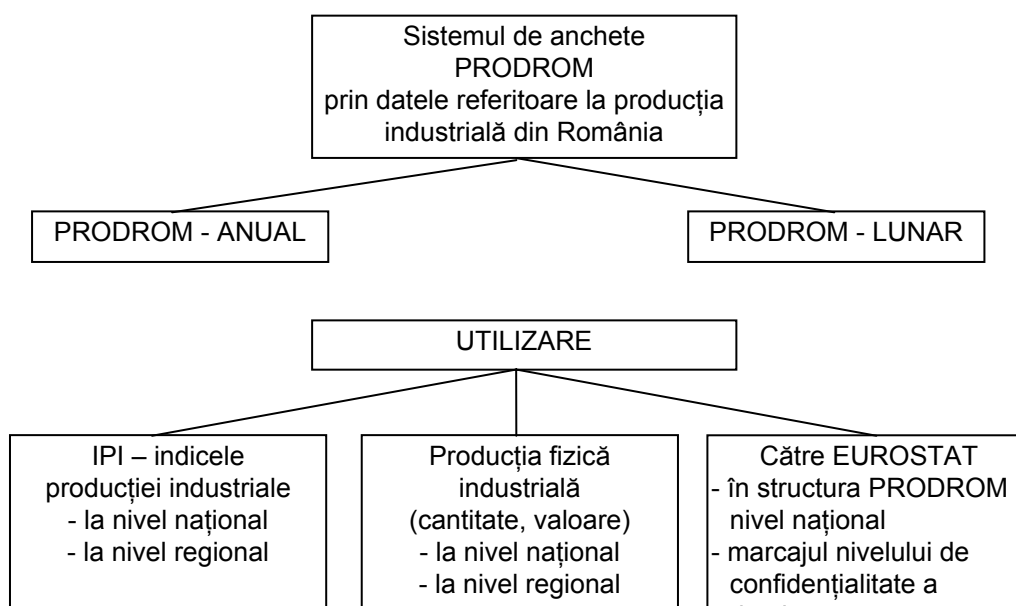 Sistemul de anchete
PRODROM
prin datele referitoare la producția
industrială din România
PRODROM - ANUAL
PRODROM - LUNAR
UTILIZARE
IPI – indicele
producției industriale
- la nivel național
- la nivel regional
Producția fizică
industrială
(cantitate, valoare)
- la nivel național
- la nivel regional
Către EUROSTAT
- în structura PRODROM
nivel național
- marcajul nivelului de
confidențialitate a